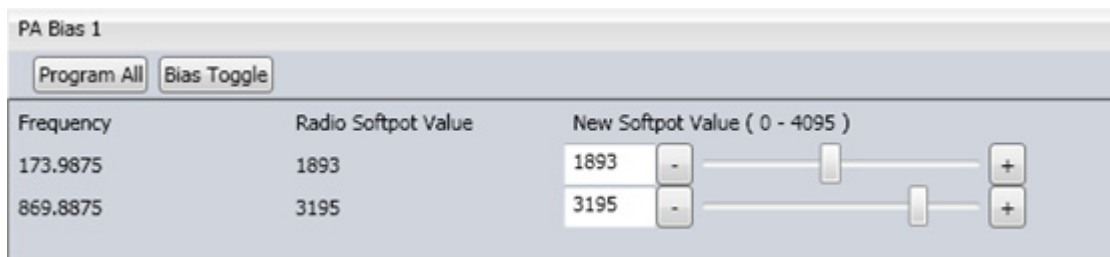 PA Bias 1
Program All Bias Toggle
Frequency Radio Softpot Value New Softpot Value ( 0 - 4095 )
173.9875 1893 1893 - +
869.8875 3195 3195 - +